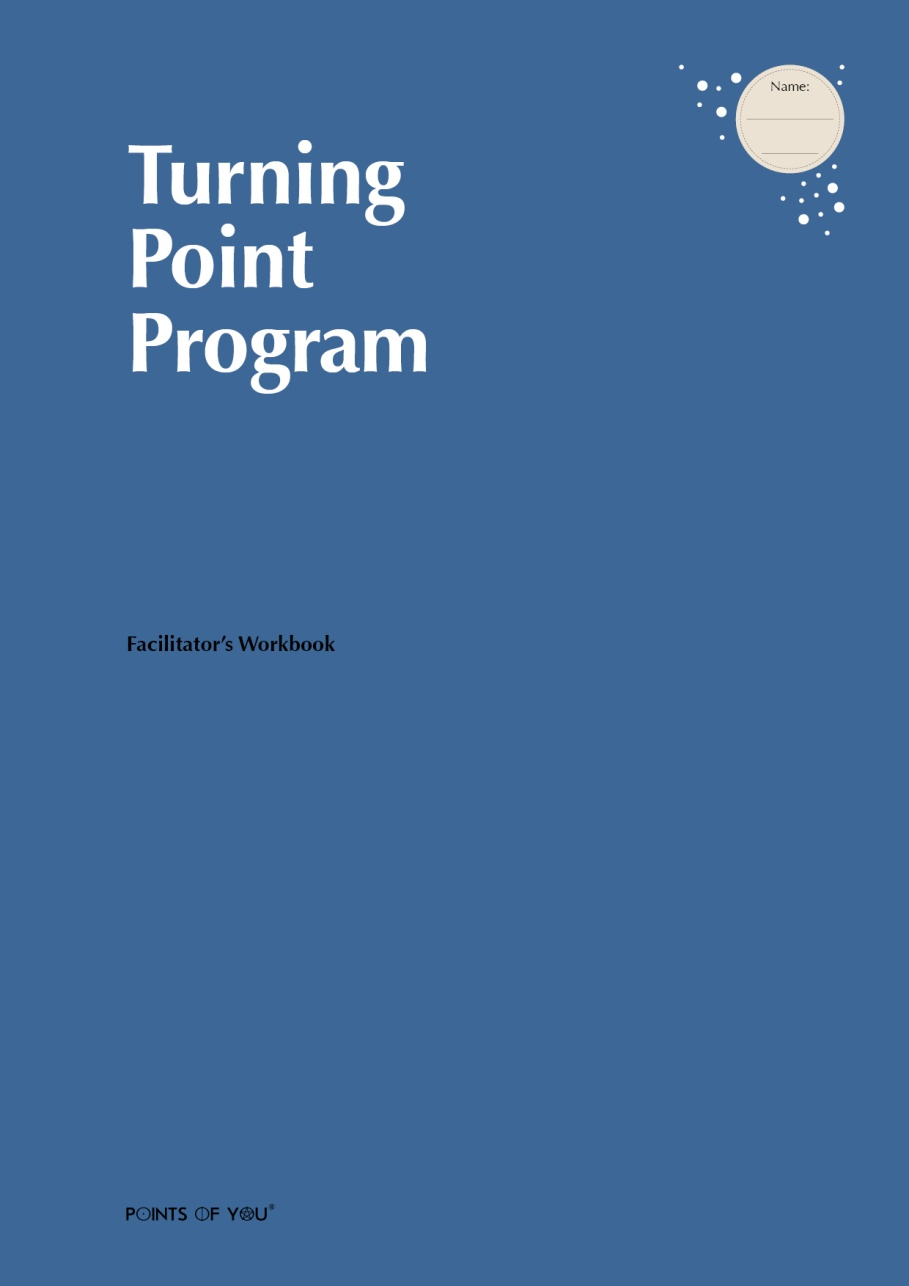 Name:
Turning
Point
Program
Facilitator’s Workbook
POINTS OF YOU®